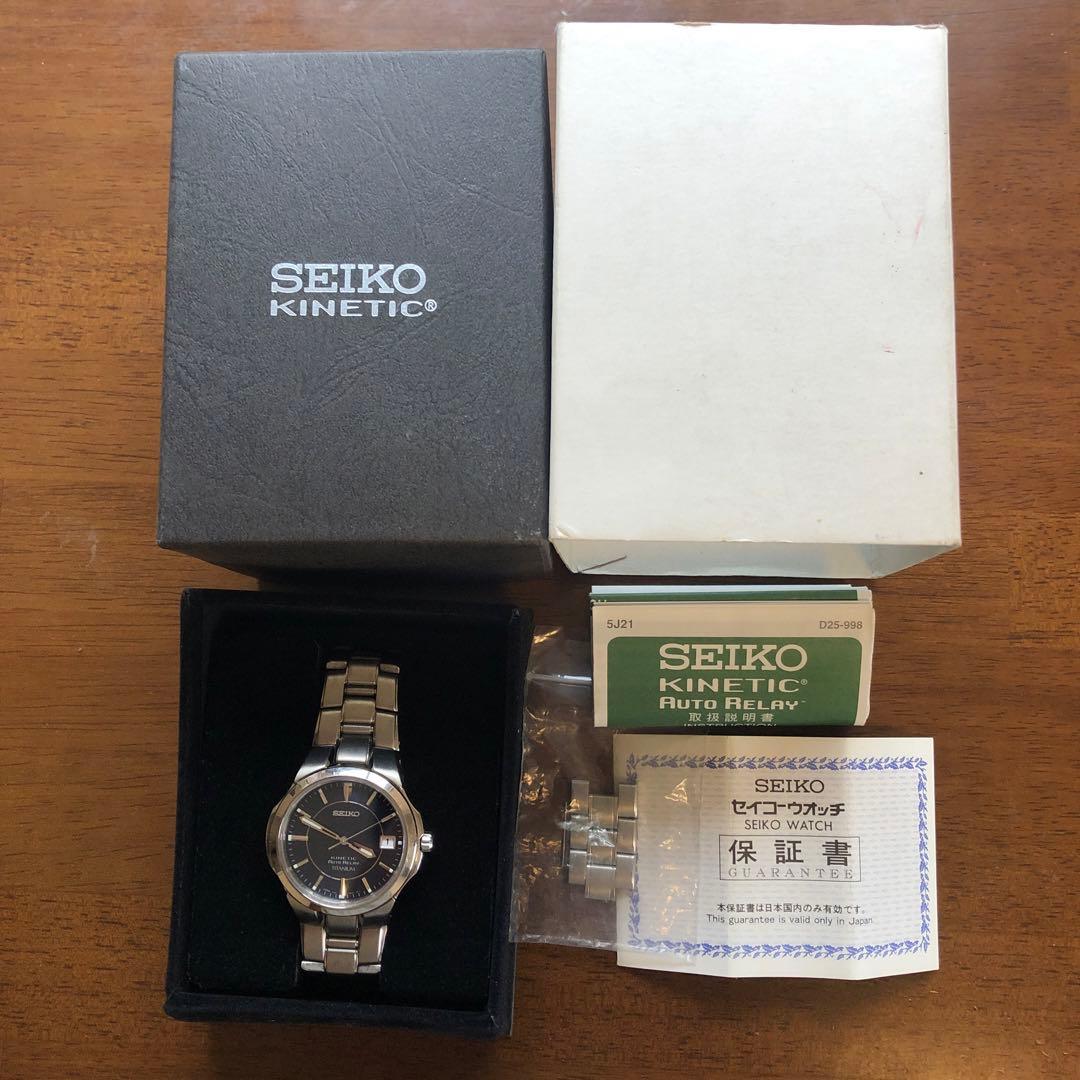 SEIKO
KINETIC®
5J21 D25-998
SEIKO
KINETIC®
AUTO RELAY™
取扱説明書
INSTRUCTION
SEIKO
セイコーウオッチ
SEIKO WATCH
保証書
GUARANTEE
本保証書は日本国内のみ有効です。
This guarantee is valid only in Japan.
SEIKO
KINETIC
AUTO RELAY
TITANIUM